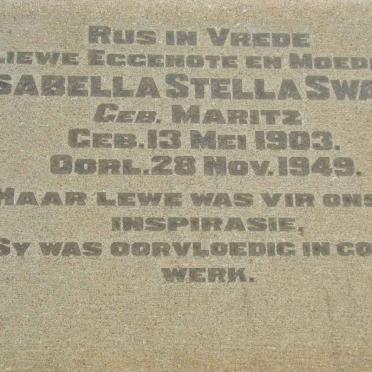 RUS IN VREDE
LIEWE EGGENOTE EN MOEDE
SABELLA STELLA SWA
GEB. MARITZ
GEB. 13 MEI 1903.
OORL. 28 NOV. 1949.
HAAR LEWE WAS VIR ONS
INSPIRASIE,
SY WAS OORVLOEDIG IN GO
WERK.